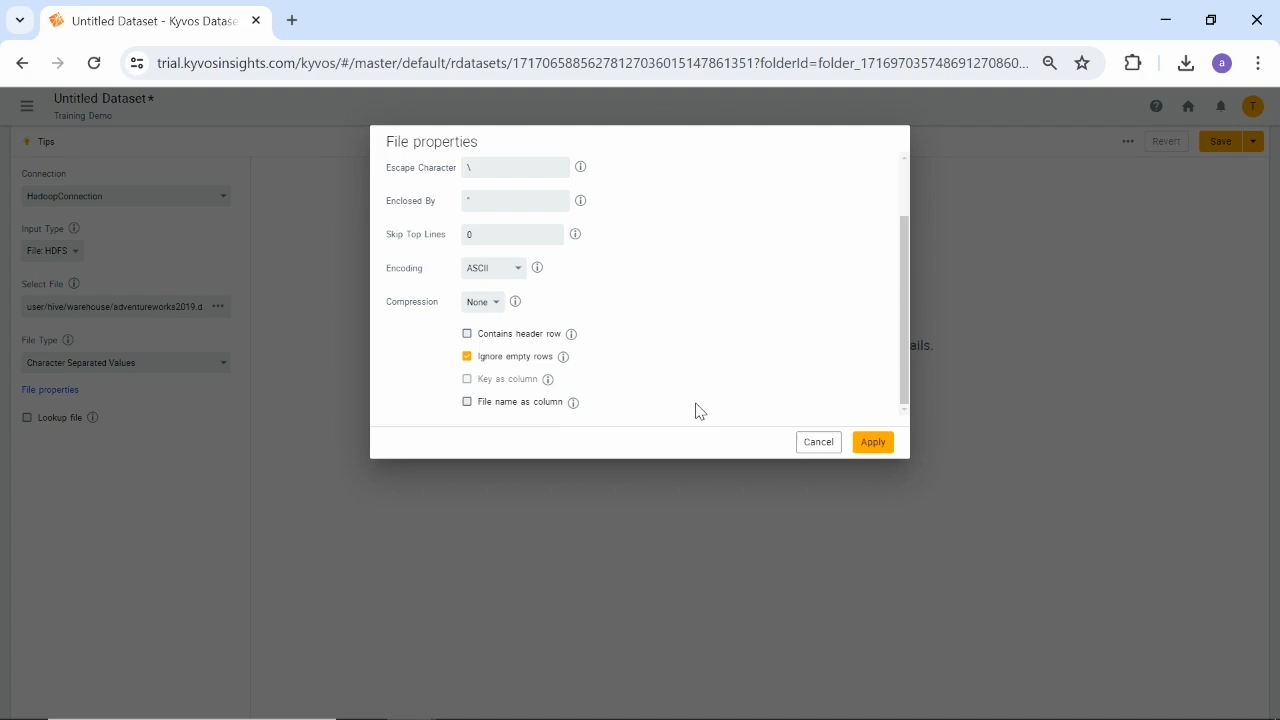 Untitled Dataset - Kyvos Datase
trial.kyvosinsights.com/kyvos/#/master/default/rdatasets/17170658856278127036015147861351?folderId=folder_171697035748691270860...
a
Untitled Dataset*
Training Demo
T
Tips
Revert
Save
Connection
HadoopConnection
Input Type
File: HDFS
Select File
user/hive/warehouse/adventureworks2019.d
File Type
Character Separated Values
File properties
Lookup file
File properties
Escape Character \
Enclosed By "
Skip Top Lines 0
Encoding ASCII
Compression None
Contains header row
Ignore empty rows
Key as column
File name as column
Cancel
Apply
ails.